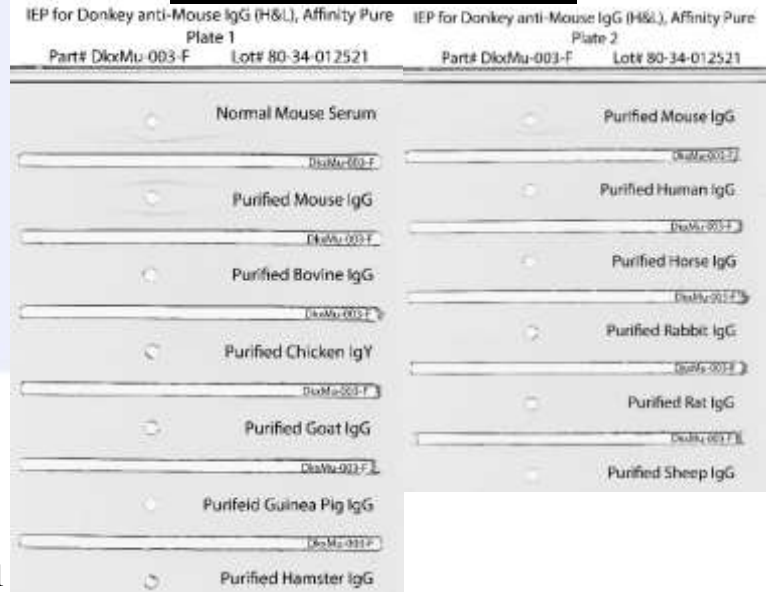 IEP for Donkey anti-Mouse IgG (H&L), Affinity Pure
Plate 1
Part# DkxMu-003-F Lot# 80-34-012521
Normal Mouse Serum
DkxMu-003-F
Purified Mouse IgG
DkxMu-003-F
Purified Bovine IgG
DkxMu-003-F
Purified Chicken IgY
DkxMu-003-F
Purified Goat IgG
DkxMu-003-F
Purifeid Guinea Pig IgG
DkxMu-003-F
Purified Hamster IgG
IEP for Donkey anti-Mouse IgG (H&L), Affinity Pure
Plate 2
Part# DkxMu-003-F Lot# 80-34-012521
Purified Mouse IgG
DkxMu-003-F
Purified Human IgG
DkxMu-003-F
Purified Horse IgG
DkxMu-003-F
Purified Rabbit IgG
DkxMu-003-F
Purified Rat IgG
DkxMu-003-F
Purified Sheep IgG